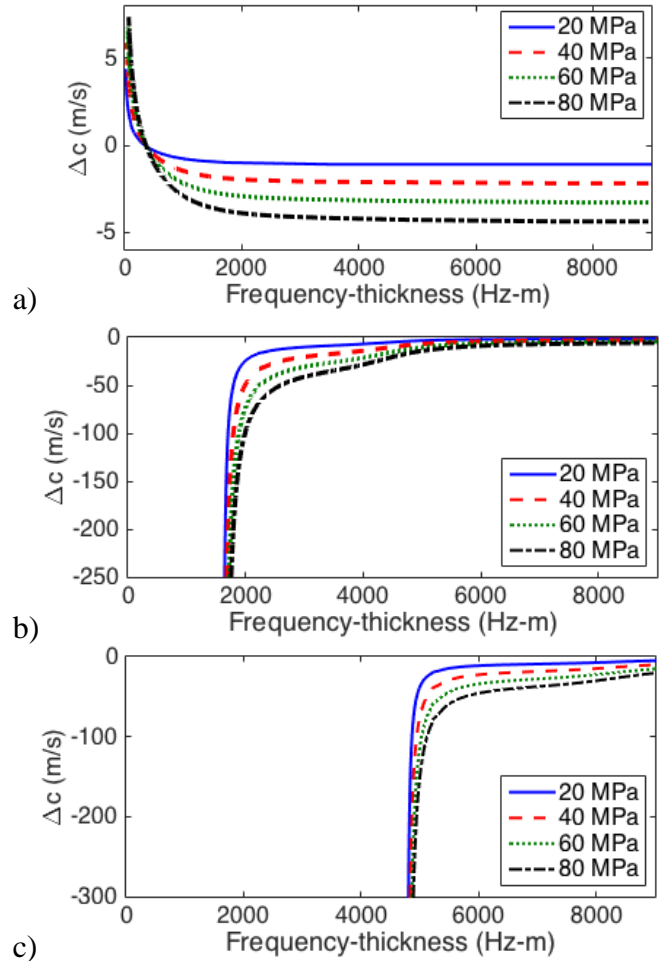 5
0
-5
Δc (m/s)
20 MPa
40 MPa
60 MPa
80 MPa
0 2000 4000 6000 8000
Frequency-thickness (Hz-m)
a)
0
-50
-100
-150
-200
-250
Δc (m/s)
20 MPa
40 MPa
60 MPa
80 MPa
0 2000 4000 6000 8000
Frequency-thickness (Hz-m)
b)
0
-100
-200
-300
Δc (m/s)
20 MPa
40 MPa
60 MPa
80 MPa
0 2000 4000 6000 8000
Frequency-thickness (Hz-m)
c)